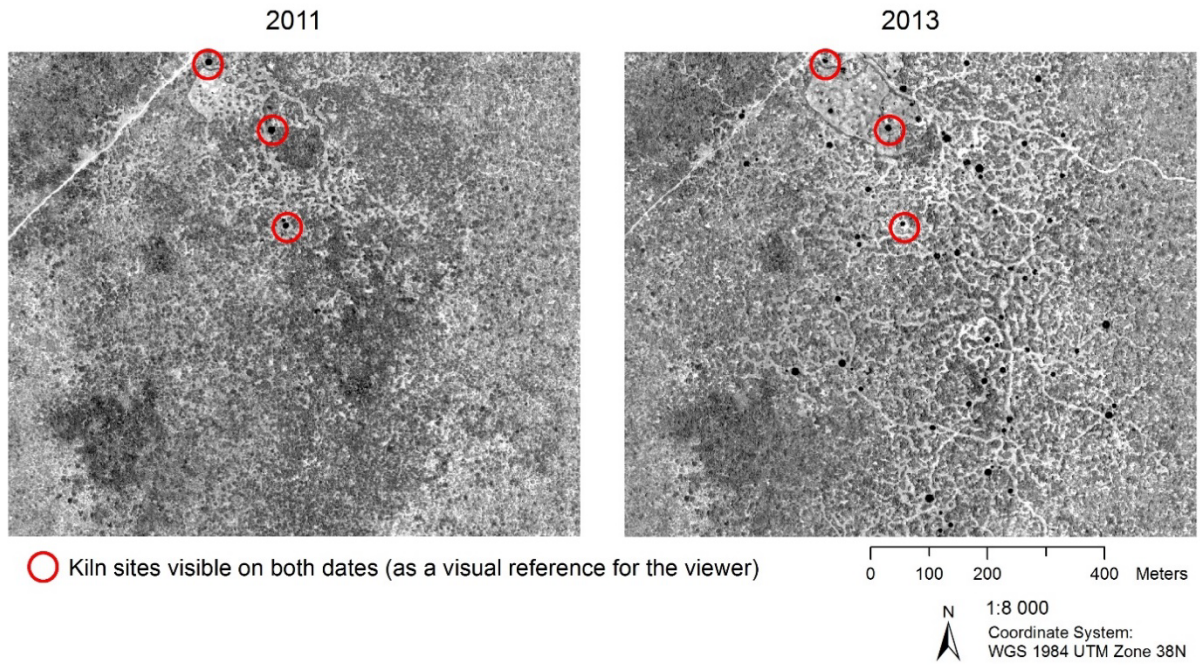 2011
2013
Kiln sites visible on both dates (as a visual reference for the viewer)
0 100 200 400 Meters
N
1:8 000
Coordinate System:
WGS 1984 UTM Zone 38N